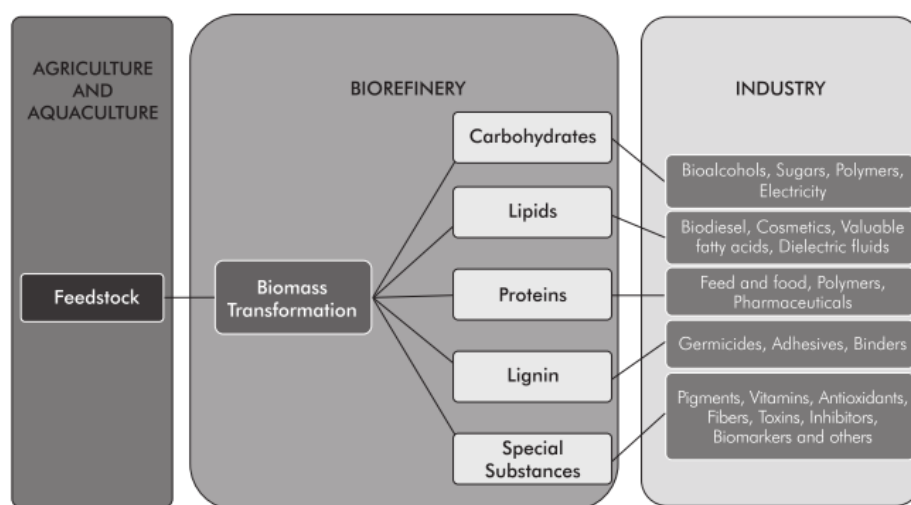 AGRICULTURE
AND
AQUACULTURE
Feedstock
BIOREFINERY
Biomass
Transformation
Carbohydrates
Lipids
Proteins
Lignin
Special
Substances
INDUSTRY
Bioalcohols, Sugars, Polymers,
Electricity
Biodiesel, Cosmetics, Valuable
fatty acids, Dielectric fluids
Feed and food, Polymers,
Pharmaceuticals
Germicides, Adhesives, Binders
Pigments, Vitamins, Antioxidants,
Fibers, Toxins, Inhibitors,
Biomarkers and others